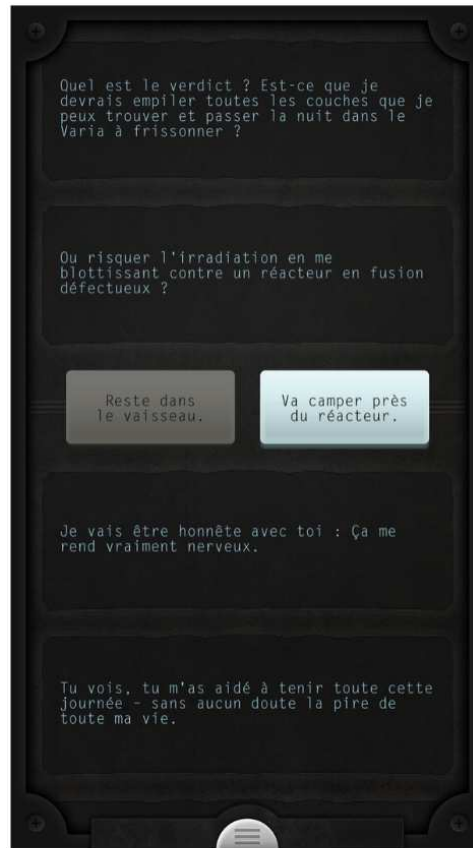 Quel est le verdict ? Est-ce que je
devrais empiler toutes les couches que je
peux trouver et passer la nuit dans le
Varia à frissonner ?
Ou risquer l'irradiation en me
blottissant contre un réacteur en fusion
défectueux ?
Reste dans
le vaisseau.
Va camper près
du réacteur.
Je vais être honnête avec toi : Ça me
rend vraiment nerveux.
Tu vois, tu m'as aidé à tenir toute cette
journée - sans aucun doute la pire de
toute ma vie.